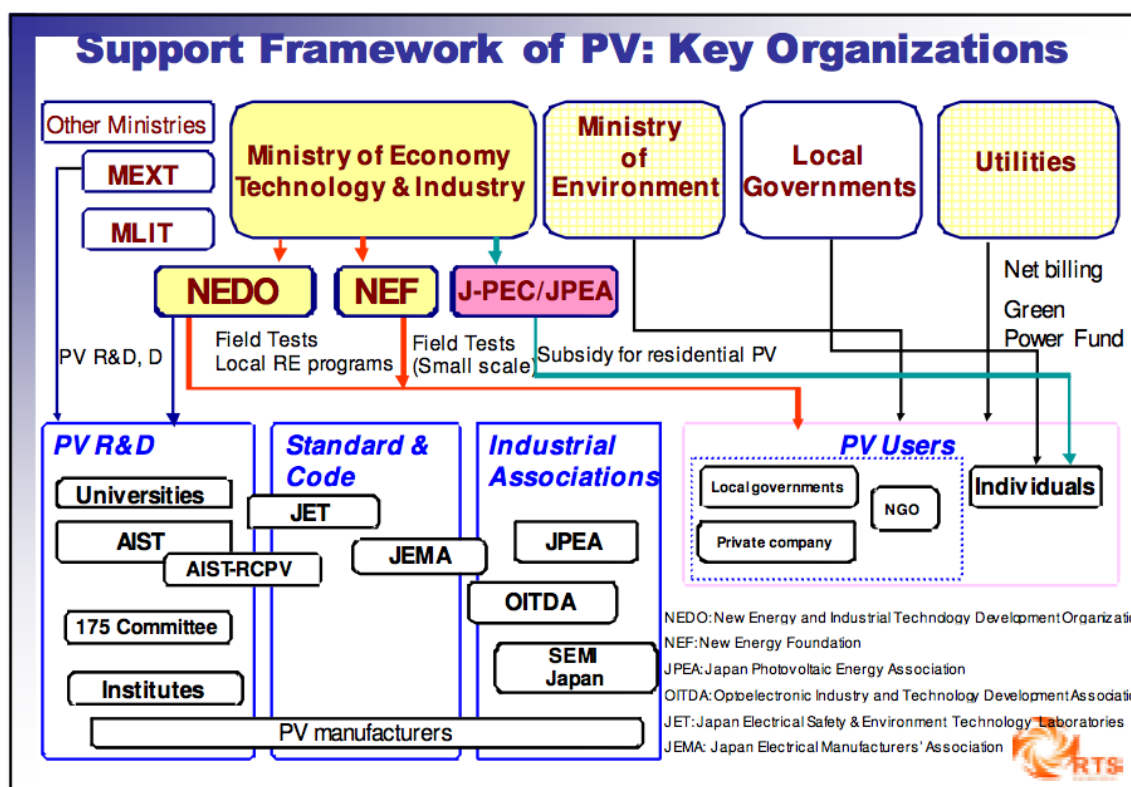 Support Framework of PV: Key Organizations
Other Ministries
MEXT
MLIT
Ministry of Economy
Technology & Industry
Ministry
of
Environment
Local
Governments
Utilities
NEDO
NEF
J-PEC/JPEA
Net billing
Green
Power Fund
PV R&D, D
Field Tests
Local RE programs
Field Tests
(Small scale)
Subsidy for residential PV
PV R&D
Universities
AIST
AIST-RCPV
175 Committee
Institutes
Standard &
Code
JET
JEMA
Industrial
Associations
JPEA
OITDA
SEMI
Japan
PV manufacturers
PV Users
Local governments
Private company
NGO
Individuals
NEDO:New Energy and Industrial Technology Development Organizatio
NEF:New Energy Foundation
JPEA:Japan Photovoltaic Energy Association
OITDA:Optoelectronic Industry and Technology Development Associatio
JET:Japan Electrical Safety & Environment Technology Laboratories
JEMA: Japan Electrical Manufacturers' Association
RTS